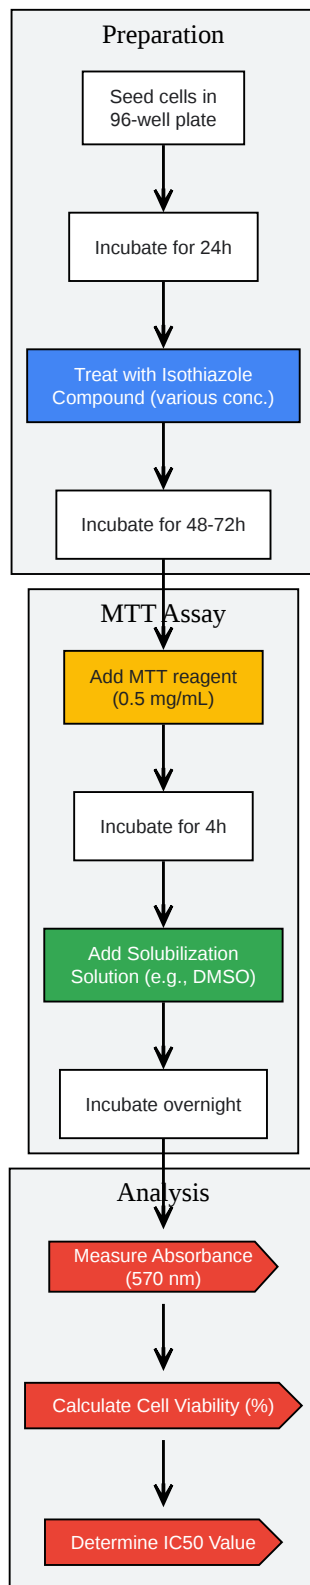 Preparation
Seed cells in
96-well plate
Incubate for 24h
Treat with Isothiazole
Compound (various conc.)
Incubate for 48-72h
MTT Assay
Add MTT reagent
(0.5 mg/mL)
Incubate for 4h
Add Solubilization
Solution (e.g., DMSO)
Incubate overnight
Analysis
Measure Absorbance
(570 nm)
Calculate Cell Viability (%)
Determine IC50 Value